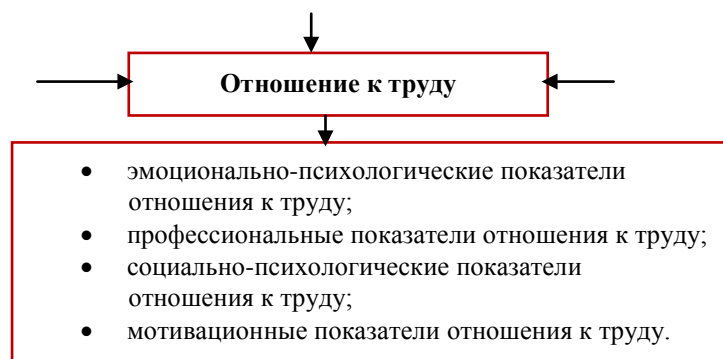 Отношение к труду
• эмоционально-психологические показатели
отношения к труду;
• профессиональные показатели отношения к труду;
• социально-психологические показатели
отношения к труду;
• мотивационные показатели отношения к труду.